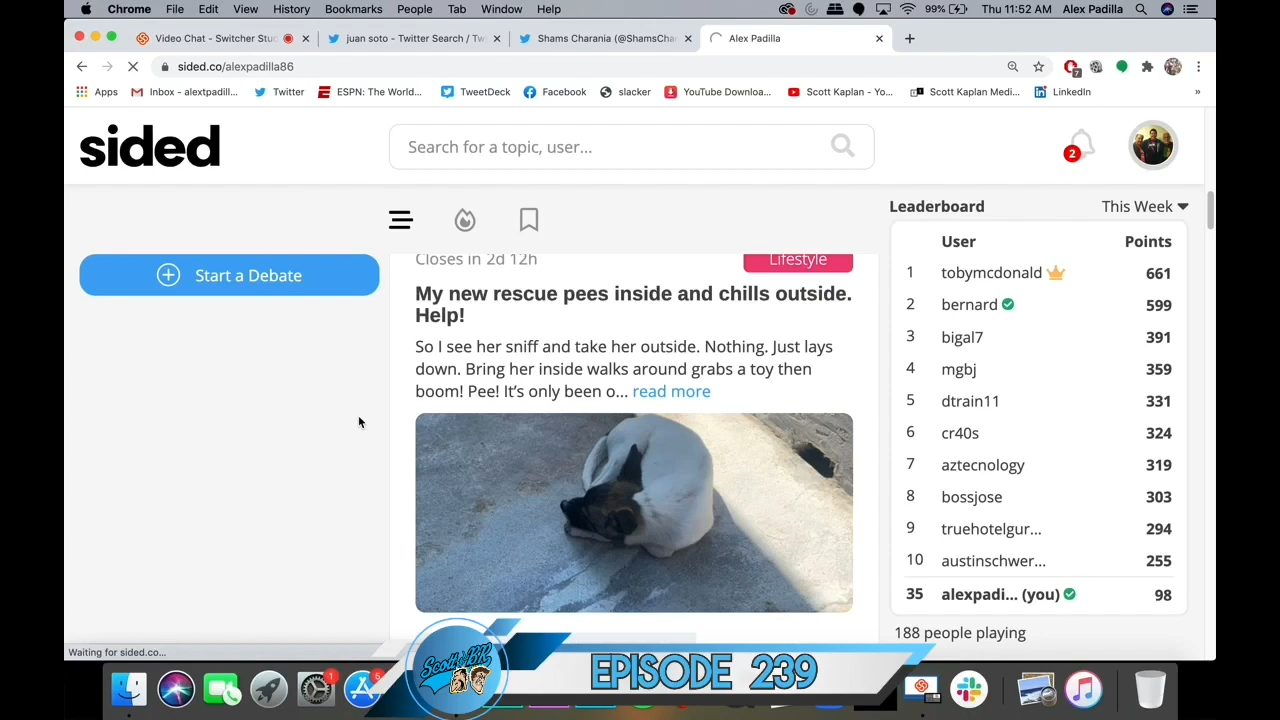 Chrome File Edit View History Bookmarks People Tab Window Help 99% Thu 11:52 AM Alex Padilla
Video Chat - Switcher Stu juan soto - Twitter Search / Tw Shams Charania (@ShamsChar Alex Padilla
sided.co/alexpadilla86 7
Apps Inbox - alextpadill... Twitter ESPN: The World... TweetDeck Facebook slacker YouTube Downloa... Scott Kaplan - Yo... Scott Kaplan Medi... LinkedIn »
sided
Search for a topic, user...
2
Leaderboard This Week
Start a Debate
Closes in 2d 12h Lifestyle
My new rescue pees inside and chills outside.
Help!
So I see her sniff and take her outside. Nothing. Just lays
down. Bring her inside walks around grabs a toy then
boom! Pee! It’s only been o... read more
User Points
1 tobymcdonald 661
2 bernard 599
3 bigal7 391
4 mgbj 359
5 dtrain11 331
6 cr40s 324
7 aztecnology 319
8 bossjose 303
9 truehotelgur... 294
10 austinschwer... 255
35 alexpadi... (you) 98
188 people playing
Waiting for sided.co...
Scott & BR
EPISODE 239
1